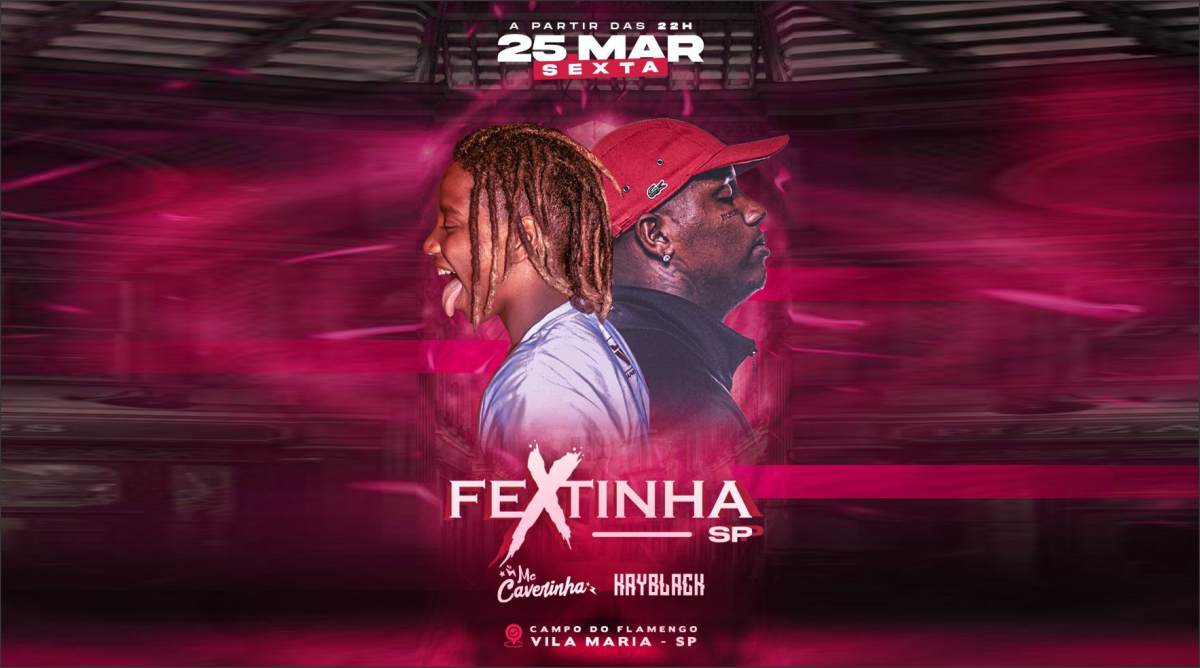 A PARTIR DAS 22H
25 MAR
SEXTA
FEXTINHA
SP
Mc
Caverinha
KAYBLACK
CAMPO DO FLAMENGO
VILA MARIA - SP